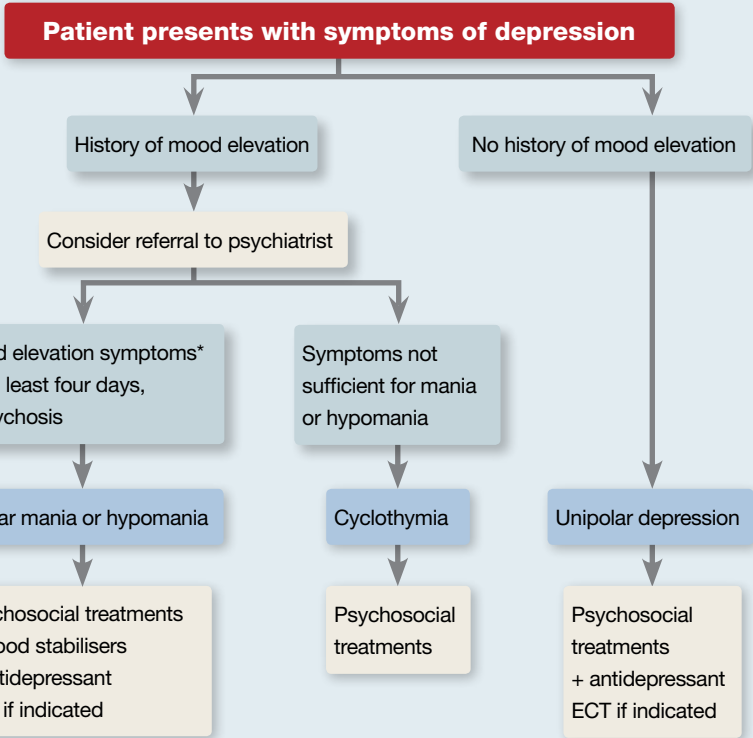 Patient presents with symptoms of depression
History of mood elevation
No history of mood elevation
Consider referral to psychiatrist
elevation symptoms*
least four days,
Symptoms not
sufficient for mania
or hypomania
mania or hypomania
Cyclothymia
Unipolar depression
treatments
stabilisers
if indicated
Psychosocial
treatments
Psychosocial
treatments
+ antidepressant
ECT if indicated